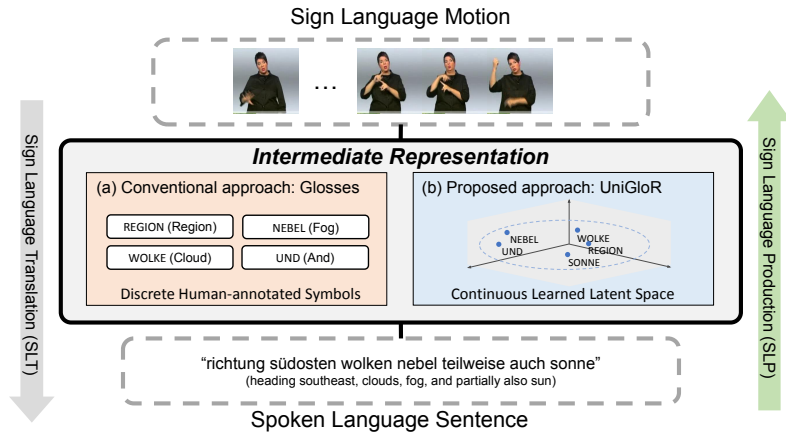 Sign Language Motion
...
Sign Language Translation (SLT)
Intermediate Representation
(a) Conventional approach: Glosses
REGION (Region)
NEBEL (Fog)
WOLKE (Cloud)
UND (And)
Discrete Human-annotated Symbols
(b) Proposed approach: UniGloR
NEBEL
UND
WOLKE
REGION
SONNE
Continuous Learned Latent Space
Sign Language Production (SLP)
“richtung südosten wolken nebel teilweise auch sonne”
(heading southeast, clouds, fog, and partially also sun)
Spoken Language Sentence